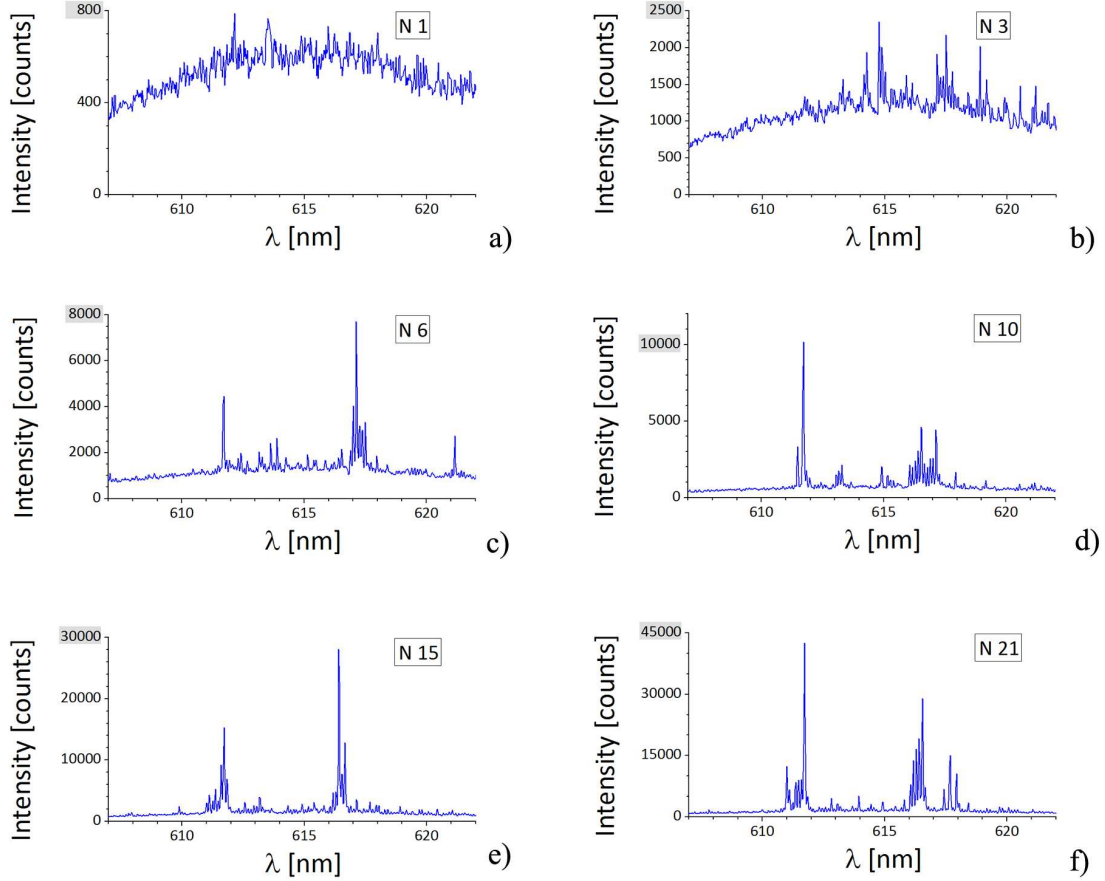 800
400
0
610
615
620
Intensity [counts]
λ [nm]
N 1
a)
2500
2000
1500
1000
500
0
610
615
620
Intensity [counts]
λ [nm]
N 3
b)
8000
6000
4000
2000
0
610
615
620
Intensity [counts]
λ [nm]
N 6
c)
10000
5000
0
610
615
620
Intensity [counts]
λ [nm]
N 10
d)
30000
20000
10000
0
610
615
620
Intensity [counts]
λ [nm]
N 15
e)
45000
30000
15000
0
610
615
620
Intensity [counts]
λ [nm]
N 21
f)